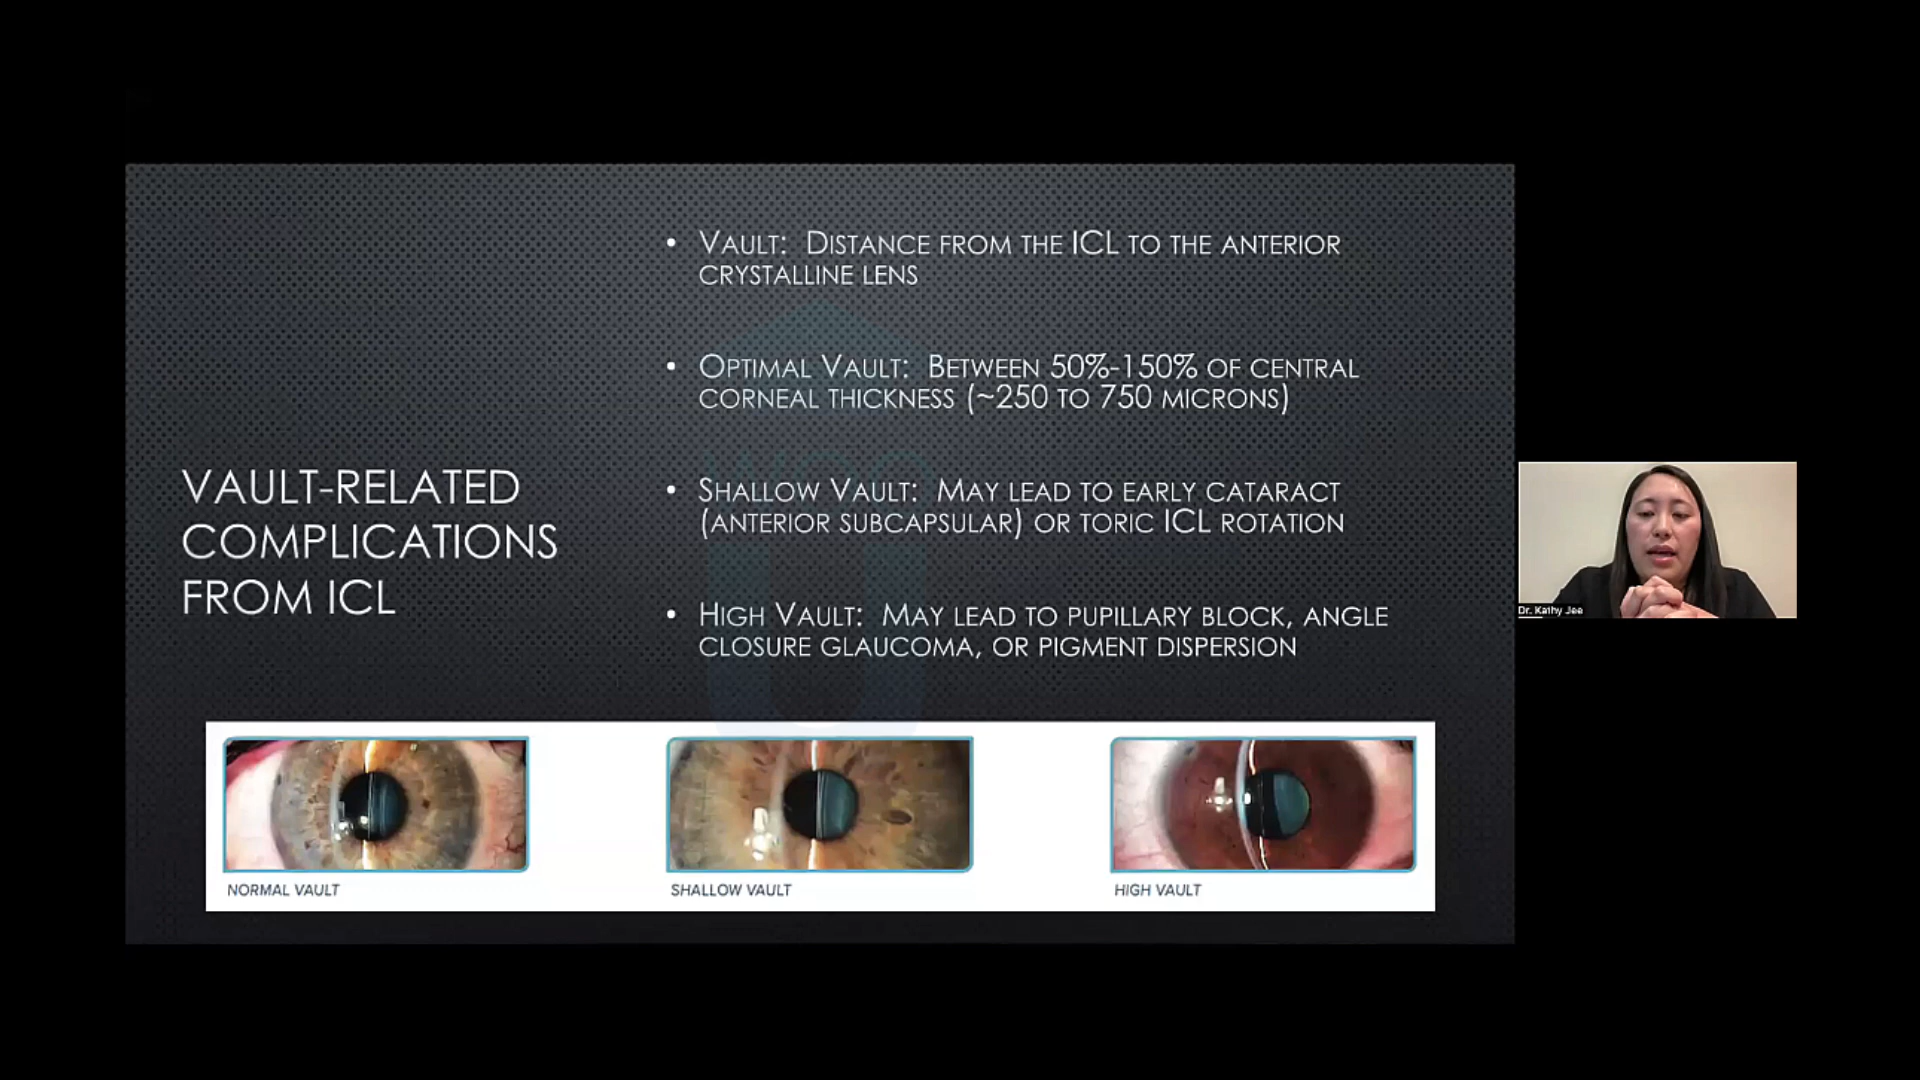 VAULT-RELATED
COMPLICATIONS
FROM ICL
• VAULT: DISTANCE FROM THE ICL TO THE ANTERIOR
CRYSTALLINE LENS
• OPTIMAL VAULT: BETWEEN 50%-150% OF CENTRAL
CORNEAL THICKNESS (~250 TO 750 MICRONS)
• SHALLOW VAULT: MAY LEAD TO EARLY CATARACT
(ANTERIOR SUBCAPSULAR) OR TORIC ICL ROTATION
• HIGH VAULT: MAY LEAD TO PUPILLARY BLOCK, ANGLE
CLOSURE GLAUCOMA, OR PIGMENT DISPERSION
NORMAL VAULT
SHALLOW VAULT
HIGH VAULT
Dr. Kathy Jee